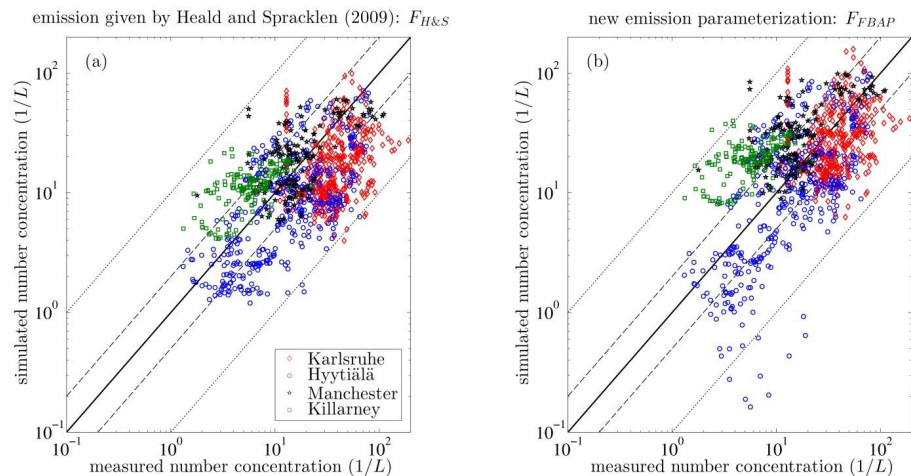 emission given by Heald and Spracklen (2009): F_{H&S}
(a)
simulated number concentration (1/L)
10^2
10^1
10^0
10^{-1}
10^{-1}
10^0
10^1
10^2
measured number concentration (1/L)
Karlsruhe
Hyytiälä
Manchester
Killarney
new emission parameterization: F_{FBAP}
(b)
simulated number concentration (1/L)
10^2
10^1
10^0
10^{-1}
10^{-1}
10^0
10^1
10^2
measured number concentration (1/L)